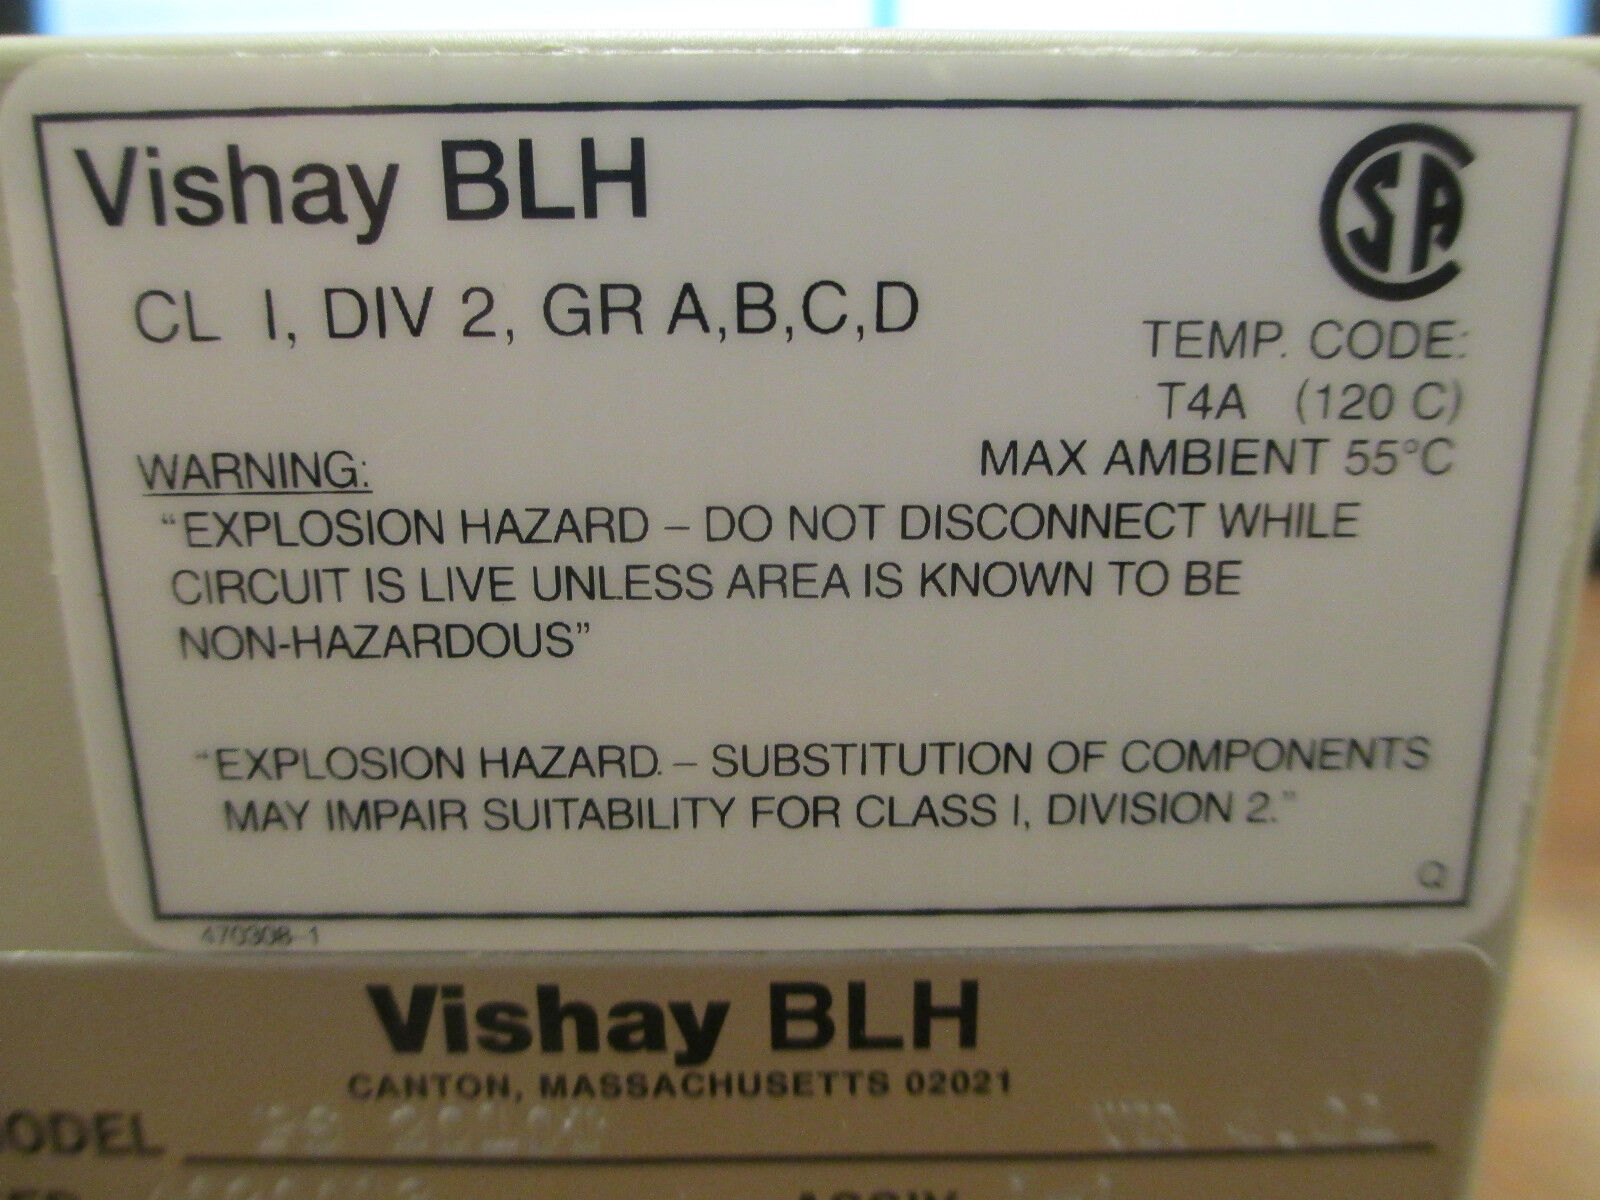 Vishay BLH
CSA
CL I, DIV 2, GR A,B,C,D
TEMP. CODE:
T4A (120 C)
MAX AMBIENT 55°C
WARNING:
“EXPLOSION HAZARD – DO NOT DISCONNECT WHILE
CIRCUIT IS LIVE UNLESS AREA IS KNOWN TO BE
NON-HAZARDOUS”
“EXPLOSION HAZARD. – SUBSTITUTION OF COMPONENTS
MAY IMPAIR SUITABILITY FOR CLASS I, DIVISION 2.”
Q
470308-1
Vishay BLH
CANTON, MASSACHUSETTS 02021